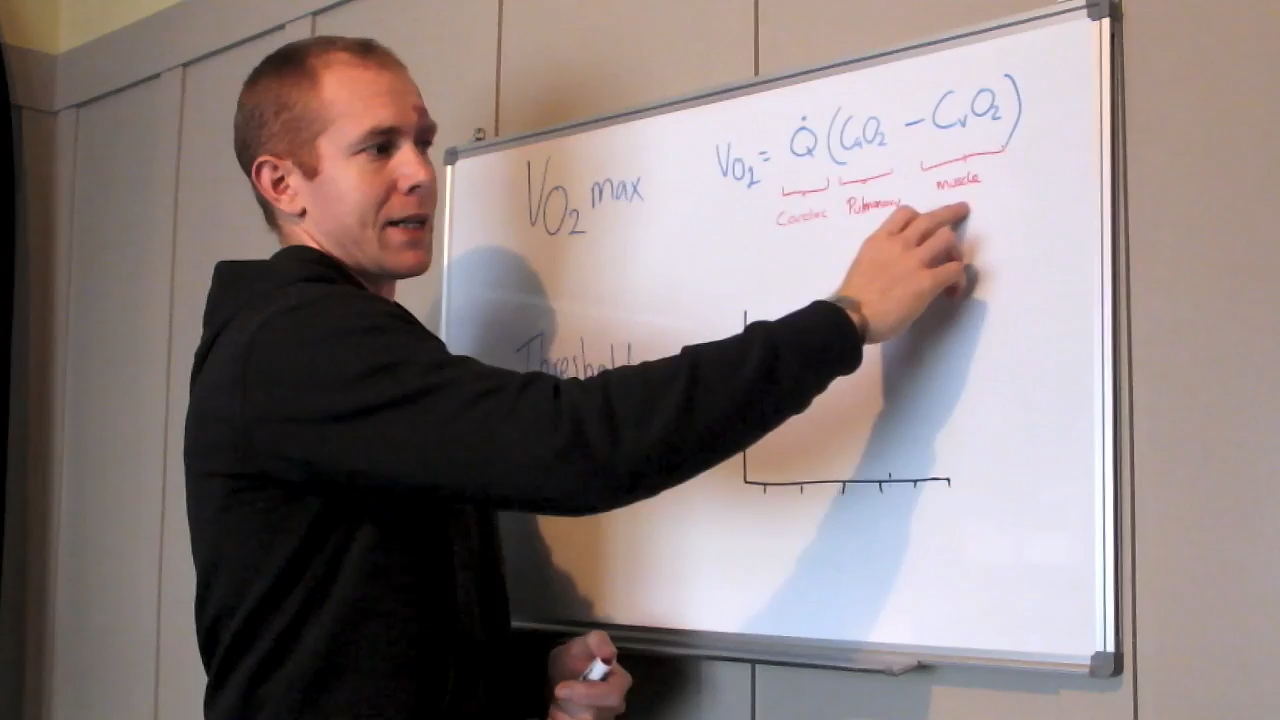 VO2 max
VO2 = Q̇ (CaO2 - CvO2)
Cardiac Pulmonary Muscle
Threshold